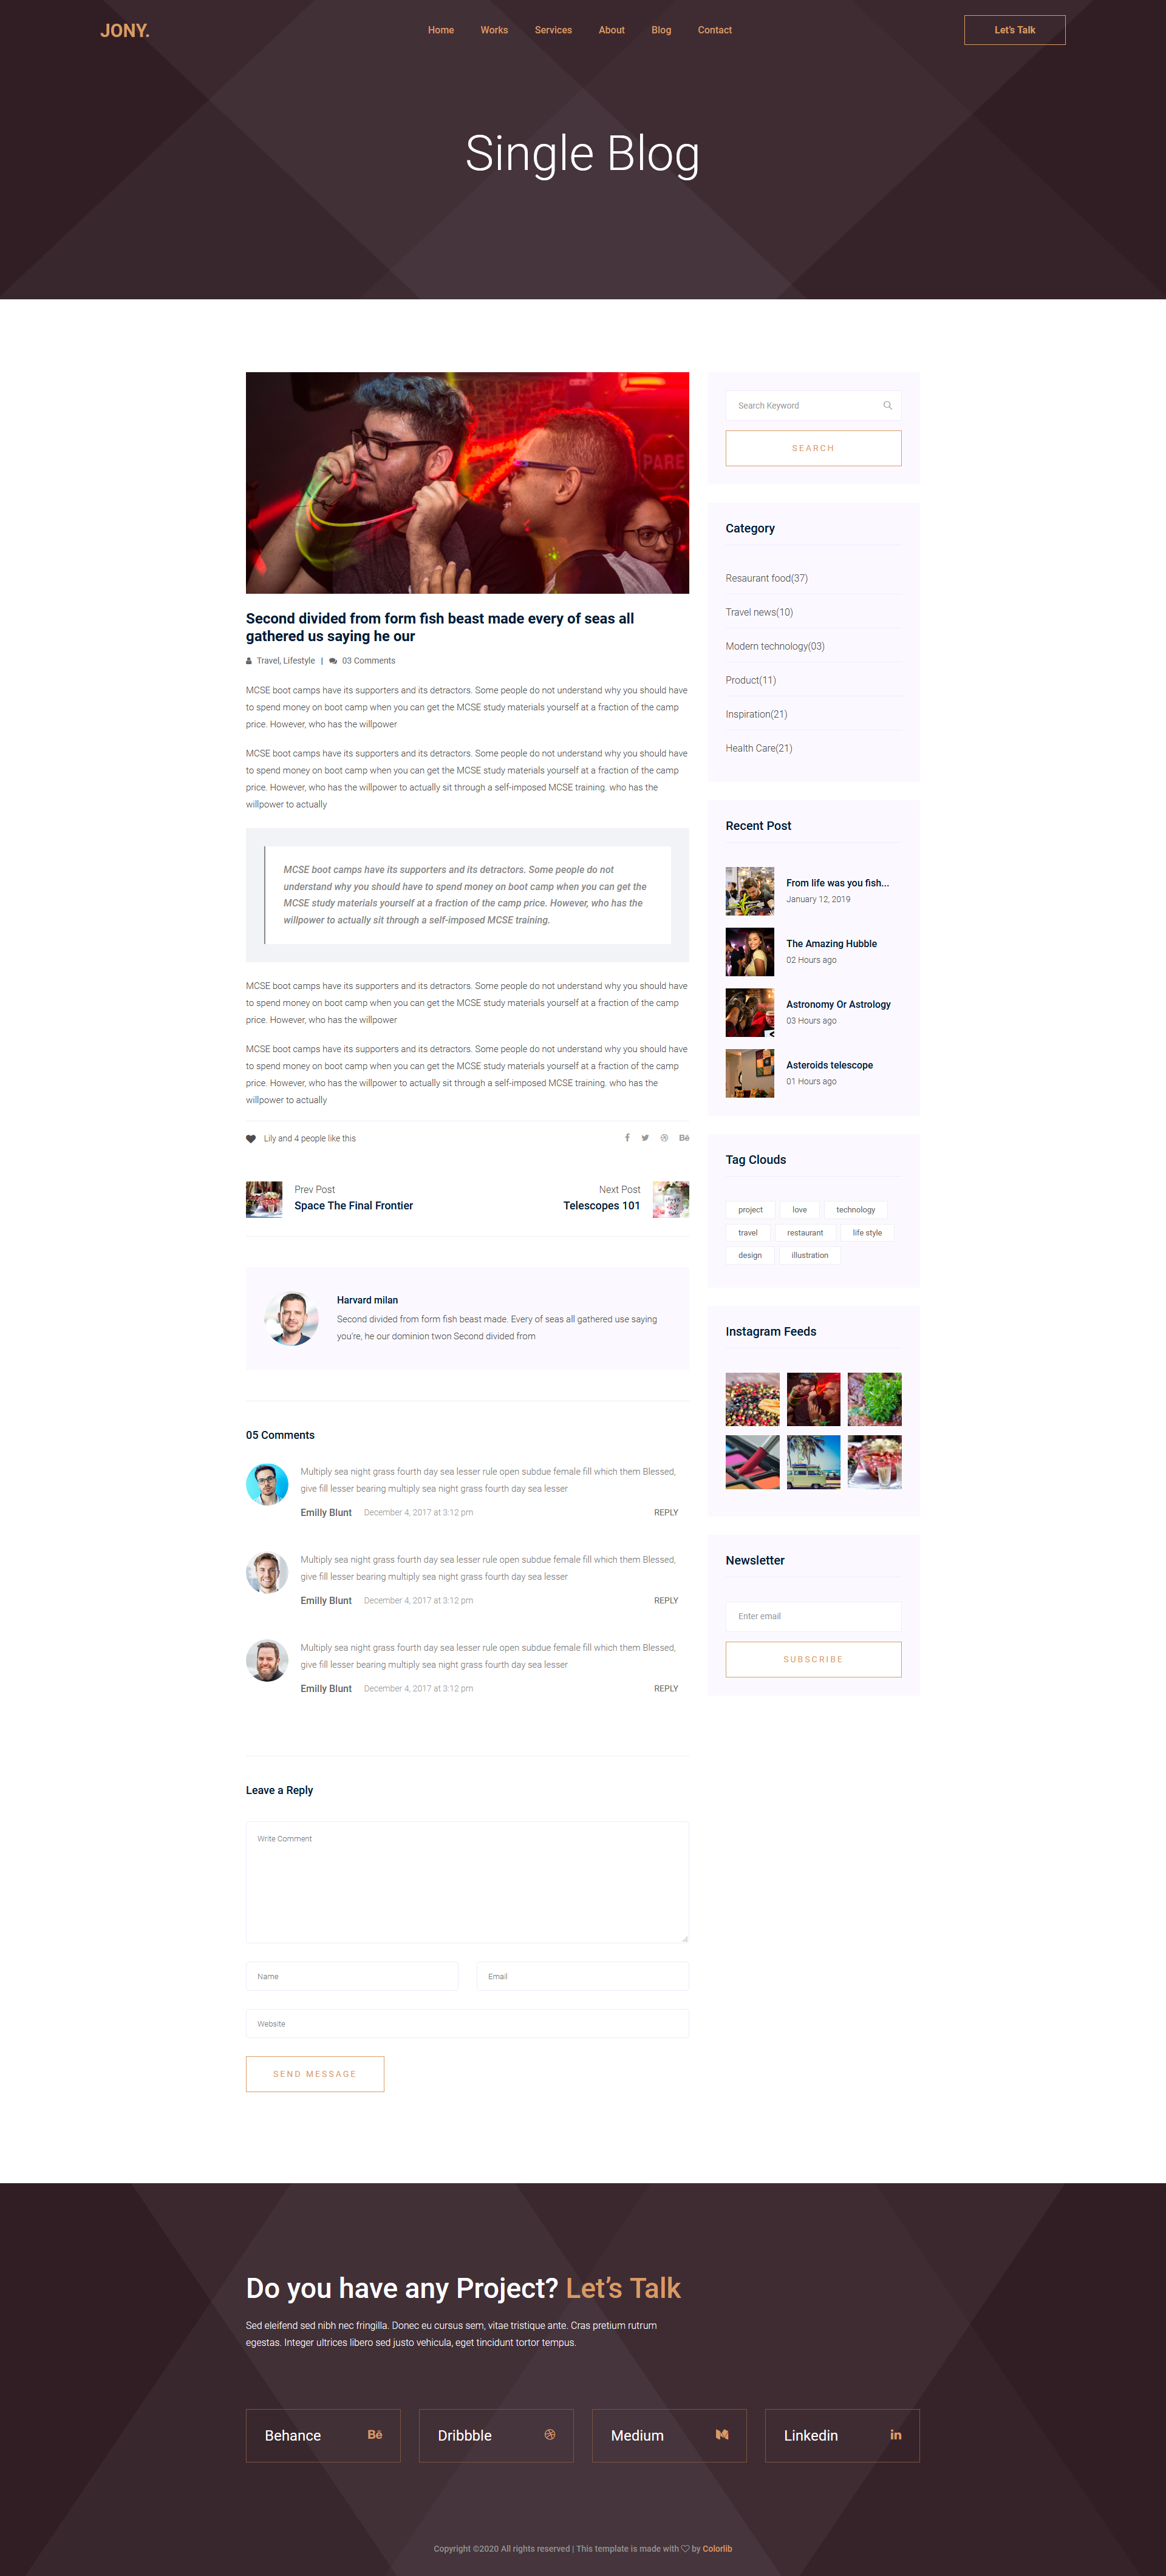 JONY.
Home
Works
Services
About
Blog
Contact
Let's Talk
Single Blog
PARE
Second divided from form fish beast made every of seas all
gathered us saying he our
Travel, Lifestyle | 03 Comments
MCSE boot camps have its supporters and its detractors. Some people do not understand why you should have
to spend money on boot camp when you can get the MCSE study materials yourself at a fraction of the camp
price. However, who has the willpower
MCSE boot camps have its supporters and its detractors. Some people do not understand why you should have
to spend money on boot camp when you can get the MCSE study materials yourself at a fraction of the camp
price. However, who has the willpower to actually sit through a self-imposed MCSE training. who has the
willpower to actually
MCSE boot camps have its supporters and its detractors. Some people do not
understand why you should have to spend money on boot camp when you can get the
MCSE study materials yourself at a fraction of the camp price. However, who has the
willpower to actually sit through a self-imposed MCSE training.
MCSE boot camps have its supporters and its detractors. Some people do not understand why you should have
to spend money on boot camp when you can get the MCSE study materials yourself at a fraction of the camp
price. However, who has the willpower
MCSE boot camps have its supporters and its detractors. Some people do not understand why you should have
to spend money on boot camp when you can get the MCSE study materials yourself at a fraction of the camp
price. However, who has the willpower to actually sit through a self-imposed MCSE training. who has the
willpower to actually
Lily and 4 people like this
Prev Post
Space The Final Frontier
Next Post
Telescopes 101
Harvard milan
Second divided from form fish beast made. Every of seas all gathered use saying
you're, he our dominion twon Second divided from
05 Comments
Multiply sea night grass fourth day sea lesser rule open subdue female fill which them Blessed,
give fill lesser bearing multiply sea night grass fourth day sea lesser
Emilly Blunt December 4, 2017 at 3:12 pm REPLY
Multiply sea night grass fourth day sea lesser rule open subdue female fill which them Blessed,
give fill lesser bearing multiply sea night grass fourth day sea lesser
Emilly Blunt December 4, 2017 at 3:12 pm REPLY
Multiply sea night grass fourth day sea lesser rule open subdue female fill which them Blessed,
give fill lesser bearing multiply sea night grass fourth day sea lesser
Emilly Blunt December 4, 2017 at 3:12 pm REPLY
Leave a Reply
Write Comment
Name
Email
Website
SEND MESSAGE
Search Keyword
SEARCH
Category
Resaurant food(37)
Travel news(10)
Modern technology(03)
Product(11)
Inspiration(21)
Health Care(21)
Recent Post
From life was you fish...
January 12, 2019
The Amazing Hubble
02 Hours ago
Astronomy Or Astrology
03 Hours ago
Asteroids telescope
01 Hours ago
Tag Clouds
project
love
technology
travel
restaurant
life style
design
illustration
Instagram Feeds
Newsletter
Enter email
SUBSCRIBE
Do you have any Project? Let's Talk
Sed eleifend sed nibh nec fringilla. Donec eu cursus sem, vitae tristique ante. Cras pretium rutrum
egestas. Integer ultrices libero sed justo vehicula, eget tincidunt tortor tempus.
Behance
Dribbble
Medium
Linkedin
Copyright ©2020 All rights reserved | This template is made with ♡ by Colorlib